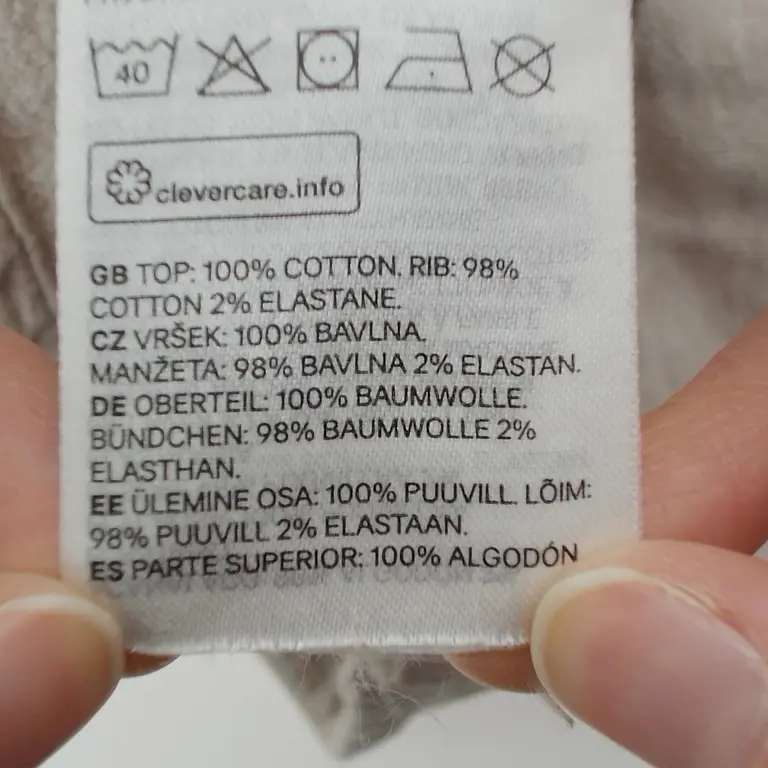 40
clevercare.info
GB TOP: 100% COTTON. RIB: 98%
COTTON 2% ELASTANE.
CZ VRŠEK: 100% BAVLNA.
MANŽETA: 98% BAVLNA 2% ELASTAN.
DE OBERTEIL: 100% BAUMWOLLE.
BÜNDCHEN: 98% BAUMWOLLE 2%
ELASTHAN.
EE ÜLEMINE OSA: 100% PUUVILL. LÕIM:
98% PUUVILL 2% ELASTAAN.
ES PARTE SUPERIOR: 100% ALGODÓN